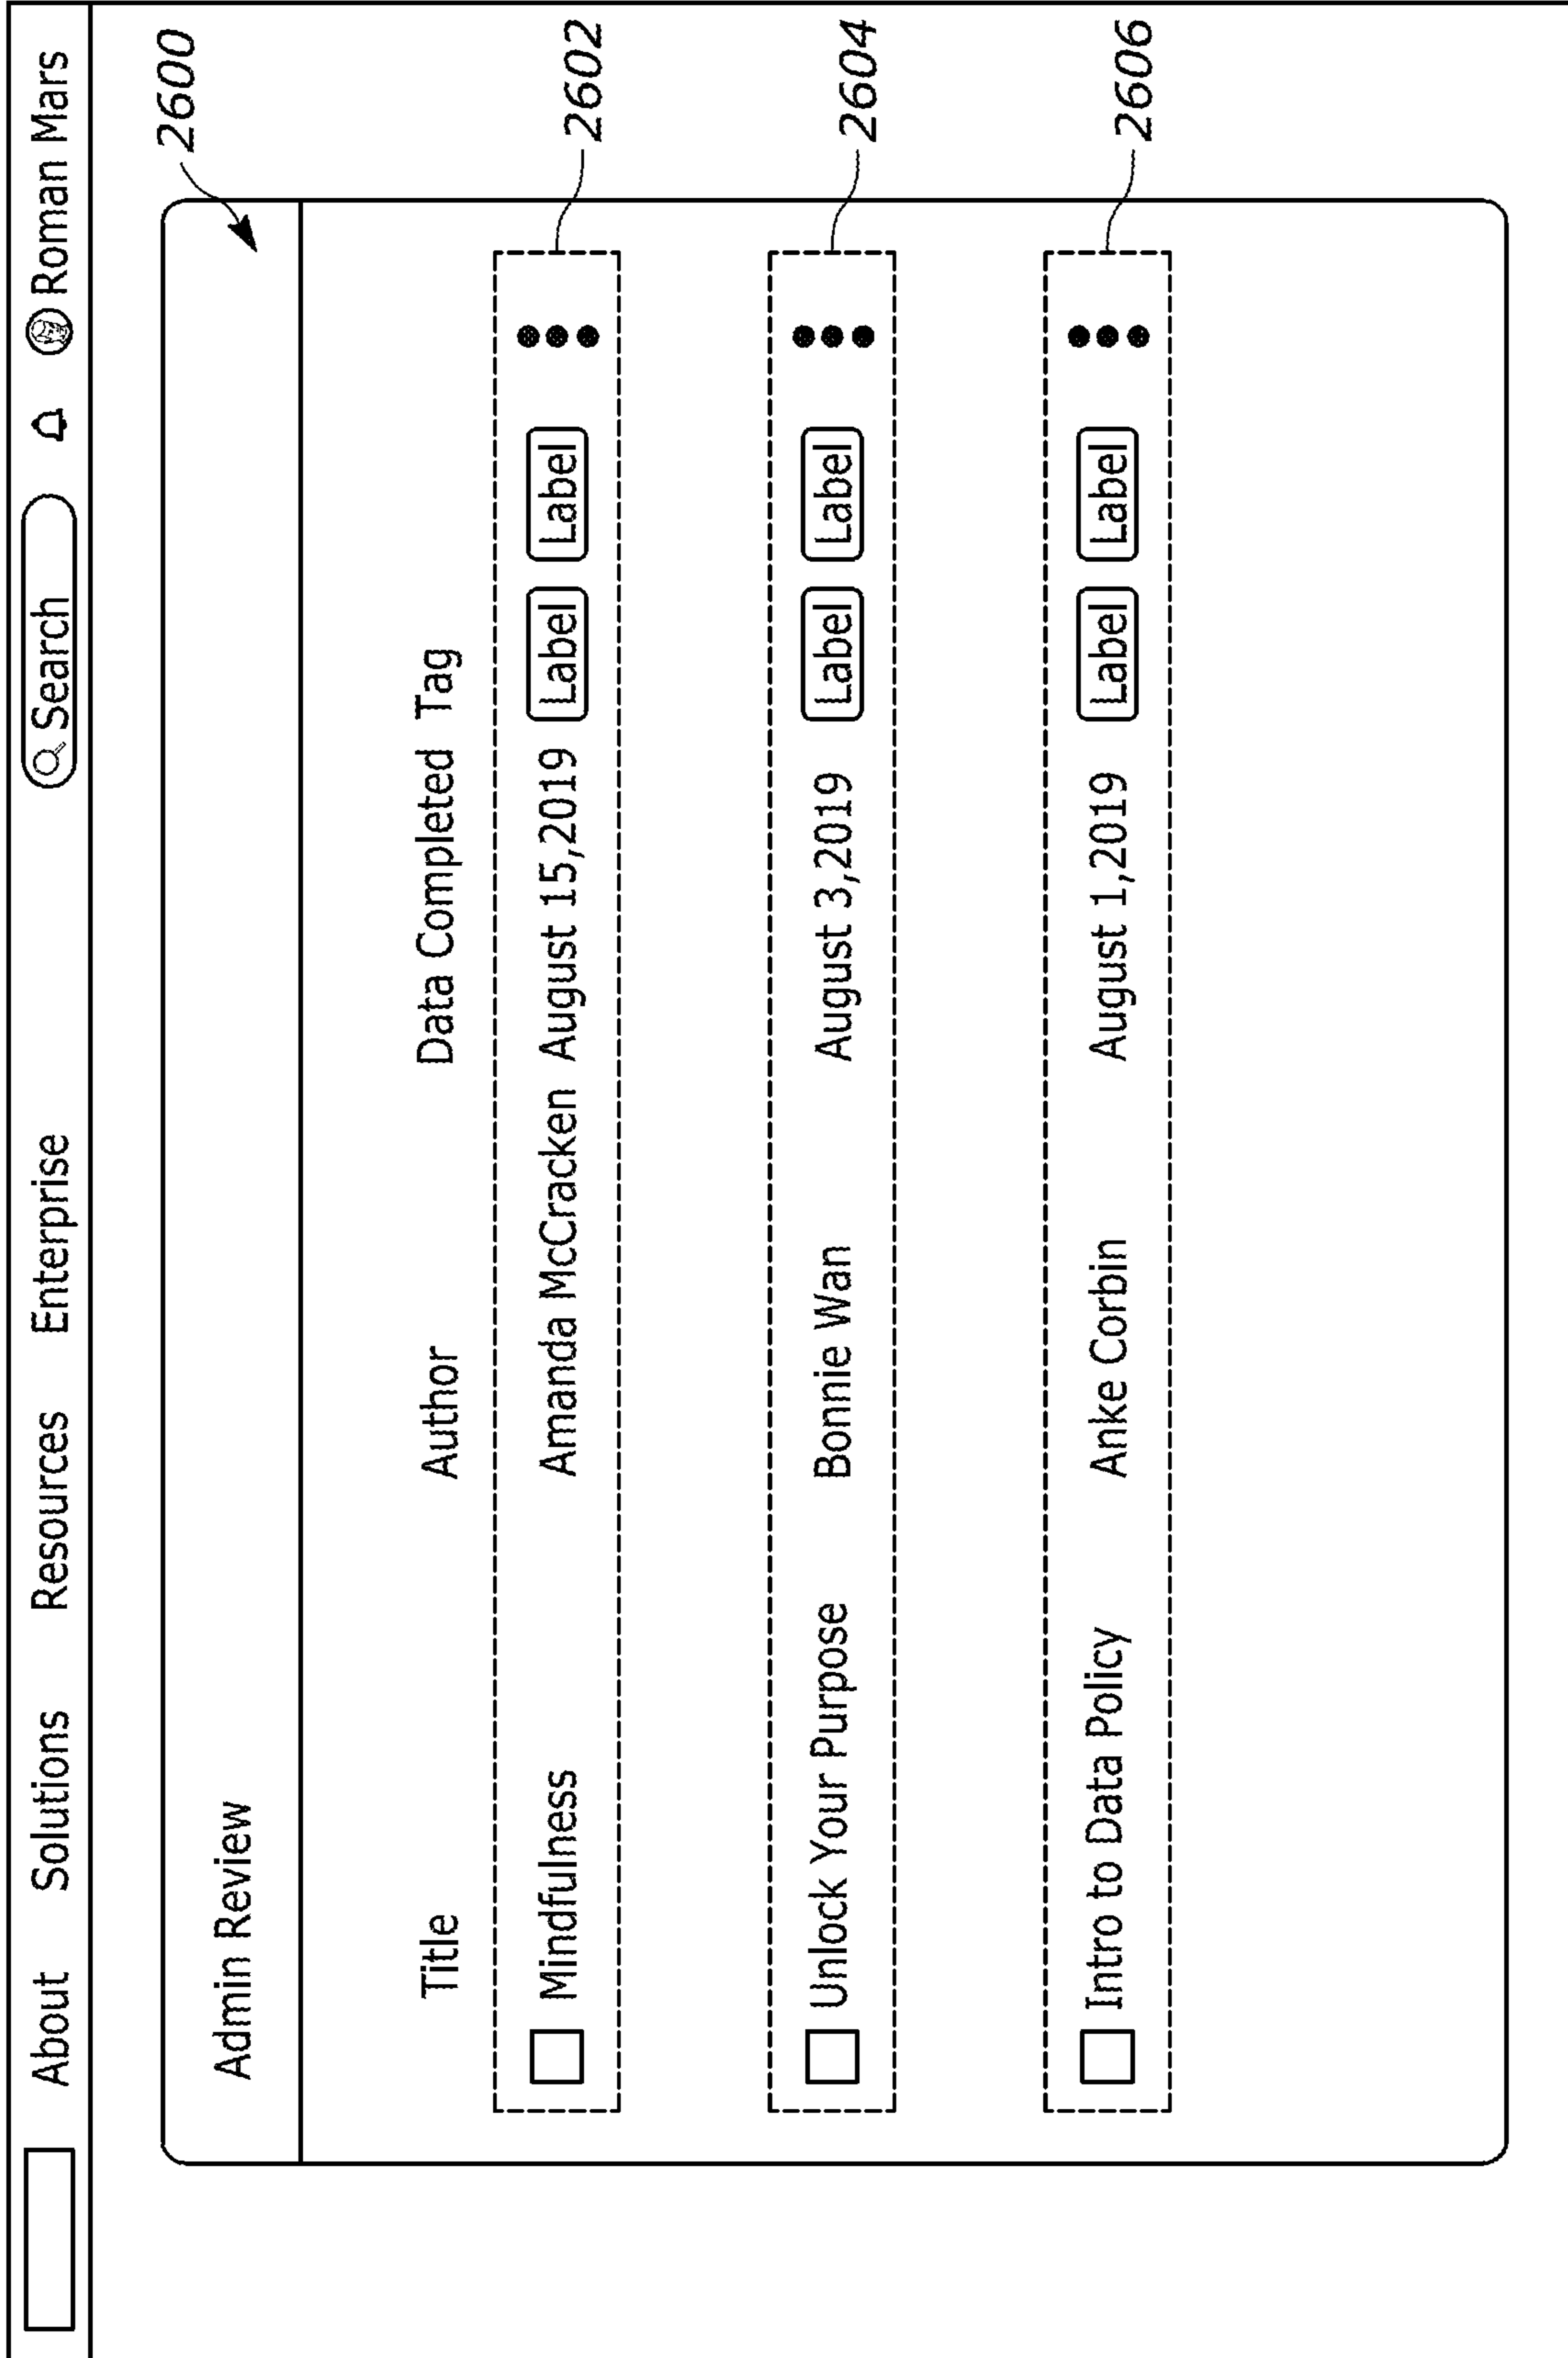 About Solutions Resources Enterprise Search Roman Mars
2600
Admin Review
Title Author Data Completed Tag
Mindfulness Amanda McCracken August 15,2019 Label Label 2602
Unlock Your Purpose Bonnie Wan August 3,2019 Label Label 2604
Intro to Data Policy Anke Corbin August 1,2019 Label Label 2606